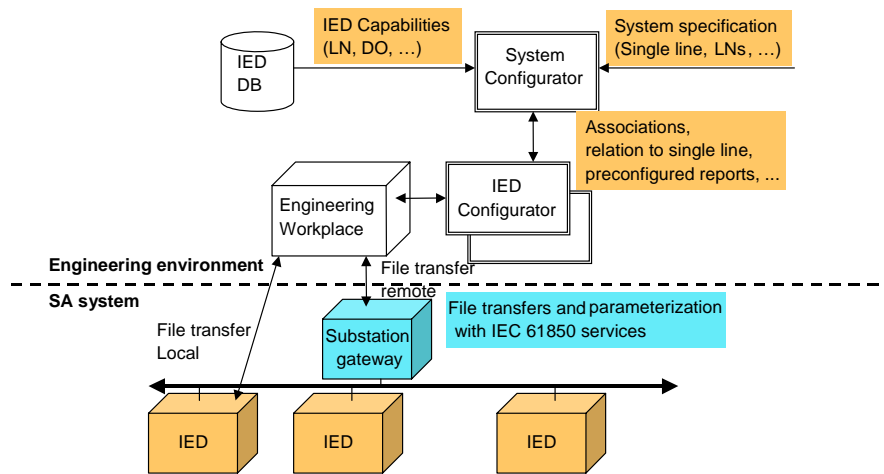 IED Capabilities
(LN, DO, …)
System specification
(Single line, LNs, …)
IED
DB
System
Configurator
Associations,
relation to single line,
preconfigured reports, ...
IED
Configurator
Engineering
Workplace
Engineering environment
File transfer
remote
SA system
File transfer
Local
Substation
gateway
File transfers and parameterization
with IEC 61850 services
IED
IED
IED